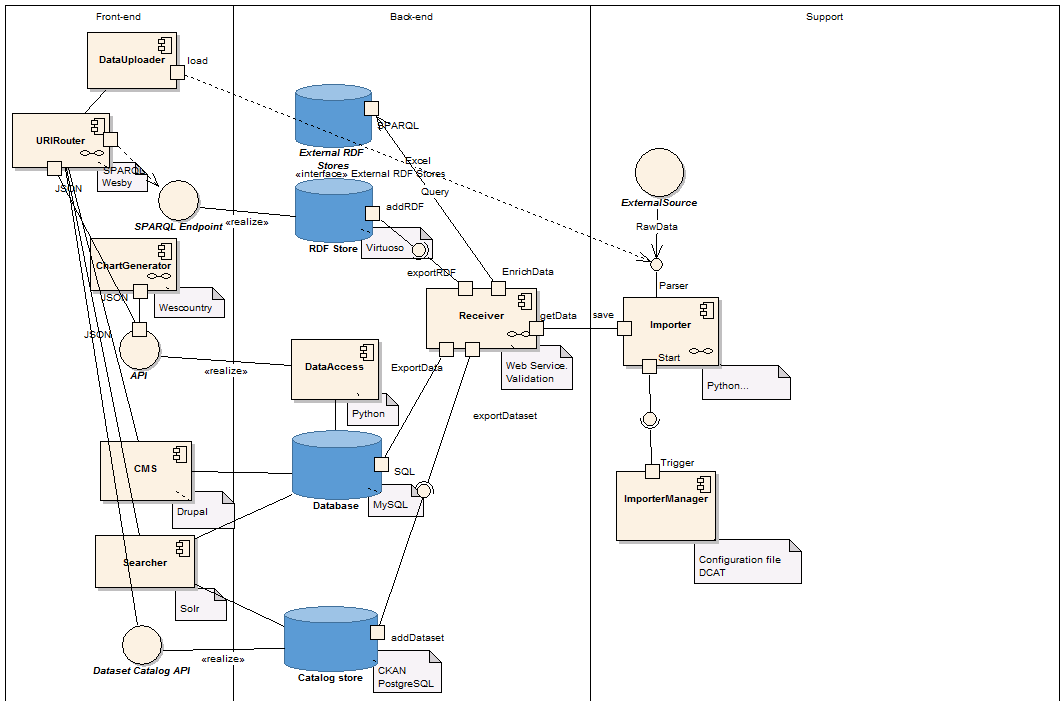 Front-end
Back-end
Support
DataUploader
load
URIRouter
SPARQL
Wesby
JSON
SPARQL Endpoint
«realize»
ChartGenerator
JSON
Wescountry
JSON
API
«realize»
CMS
Drupal
Searcher
Solr
Dataset Catalog API
«realize»
SPARQL
External RDF
Stores
Excel
«interface» External RDF Stores
Query
addRDF
RDF Store
Virtuoso
exportRDF
EnrichData
Receiver
getData
save
Web Service.
Validation
ExportData
exportDataset
DataAccess
Python
SQL
MySQL
Database
addDataset
CKAN
PostgreSQL
Catalog store
ExternalSource
RawData
Parser
Importer
Start
Python...
Trigger
ImporterManager
Configuration file
DCAT